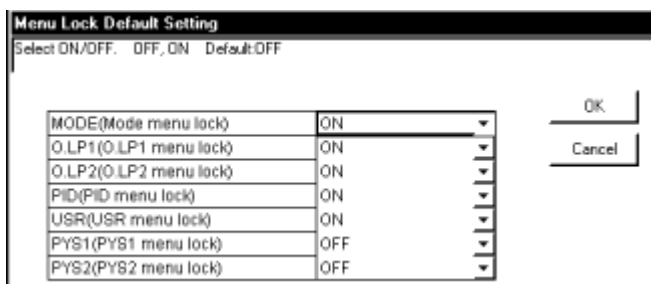 Menu Lock Default Setting
Select ON/OFF. OFF, ON Default:OFF
OK
MODE(Mode menu lock) ON
O.LP1(O.LP1 menu lock) ON
Cancel
O.LP2(O.LP2 menu lock) ON
PID(PID menu lock) ON
USR(USR menu lock) ON
PYS1(PYS1 menu lock) OFF
PYS2(PYS2 menu lock) OFF